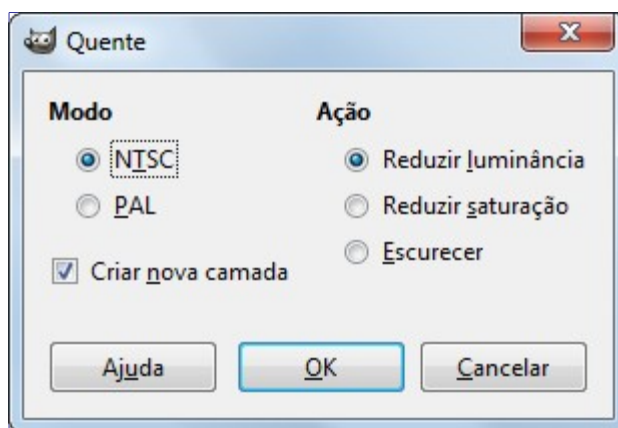 Quente
Modo
NTSC
PAL
Criar nova camada
Ação
Reduzir luminância
Reduzir saturação
Escurecer
Ajuda
OK
Cancelar